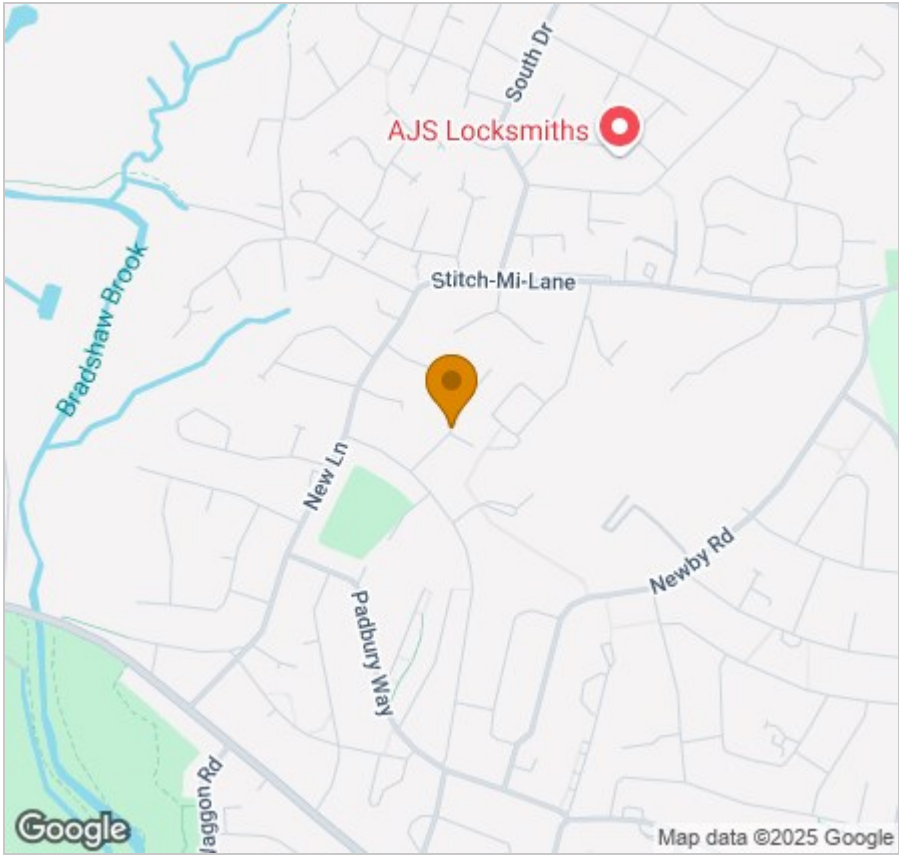 South Dr
AJS Locksmiths
Stitch-Mi-Lane
Bradshaw Brook
New Ln
Newby Rd
Padbury Way
Jaggon Rd
Google
Map data ©2025 Google